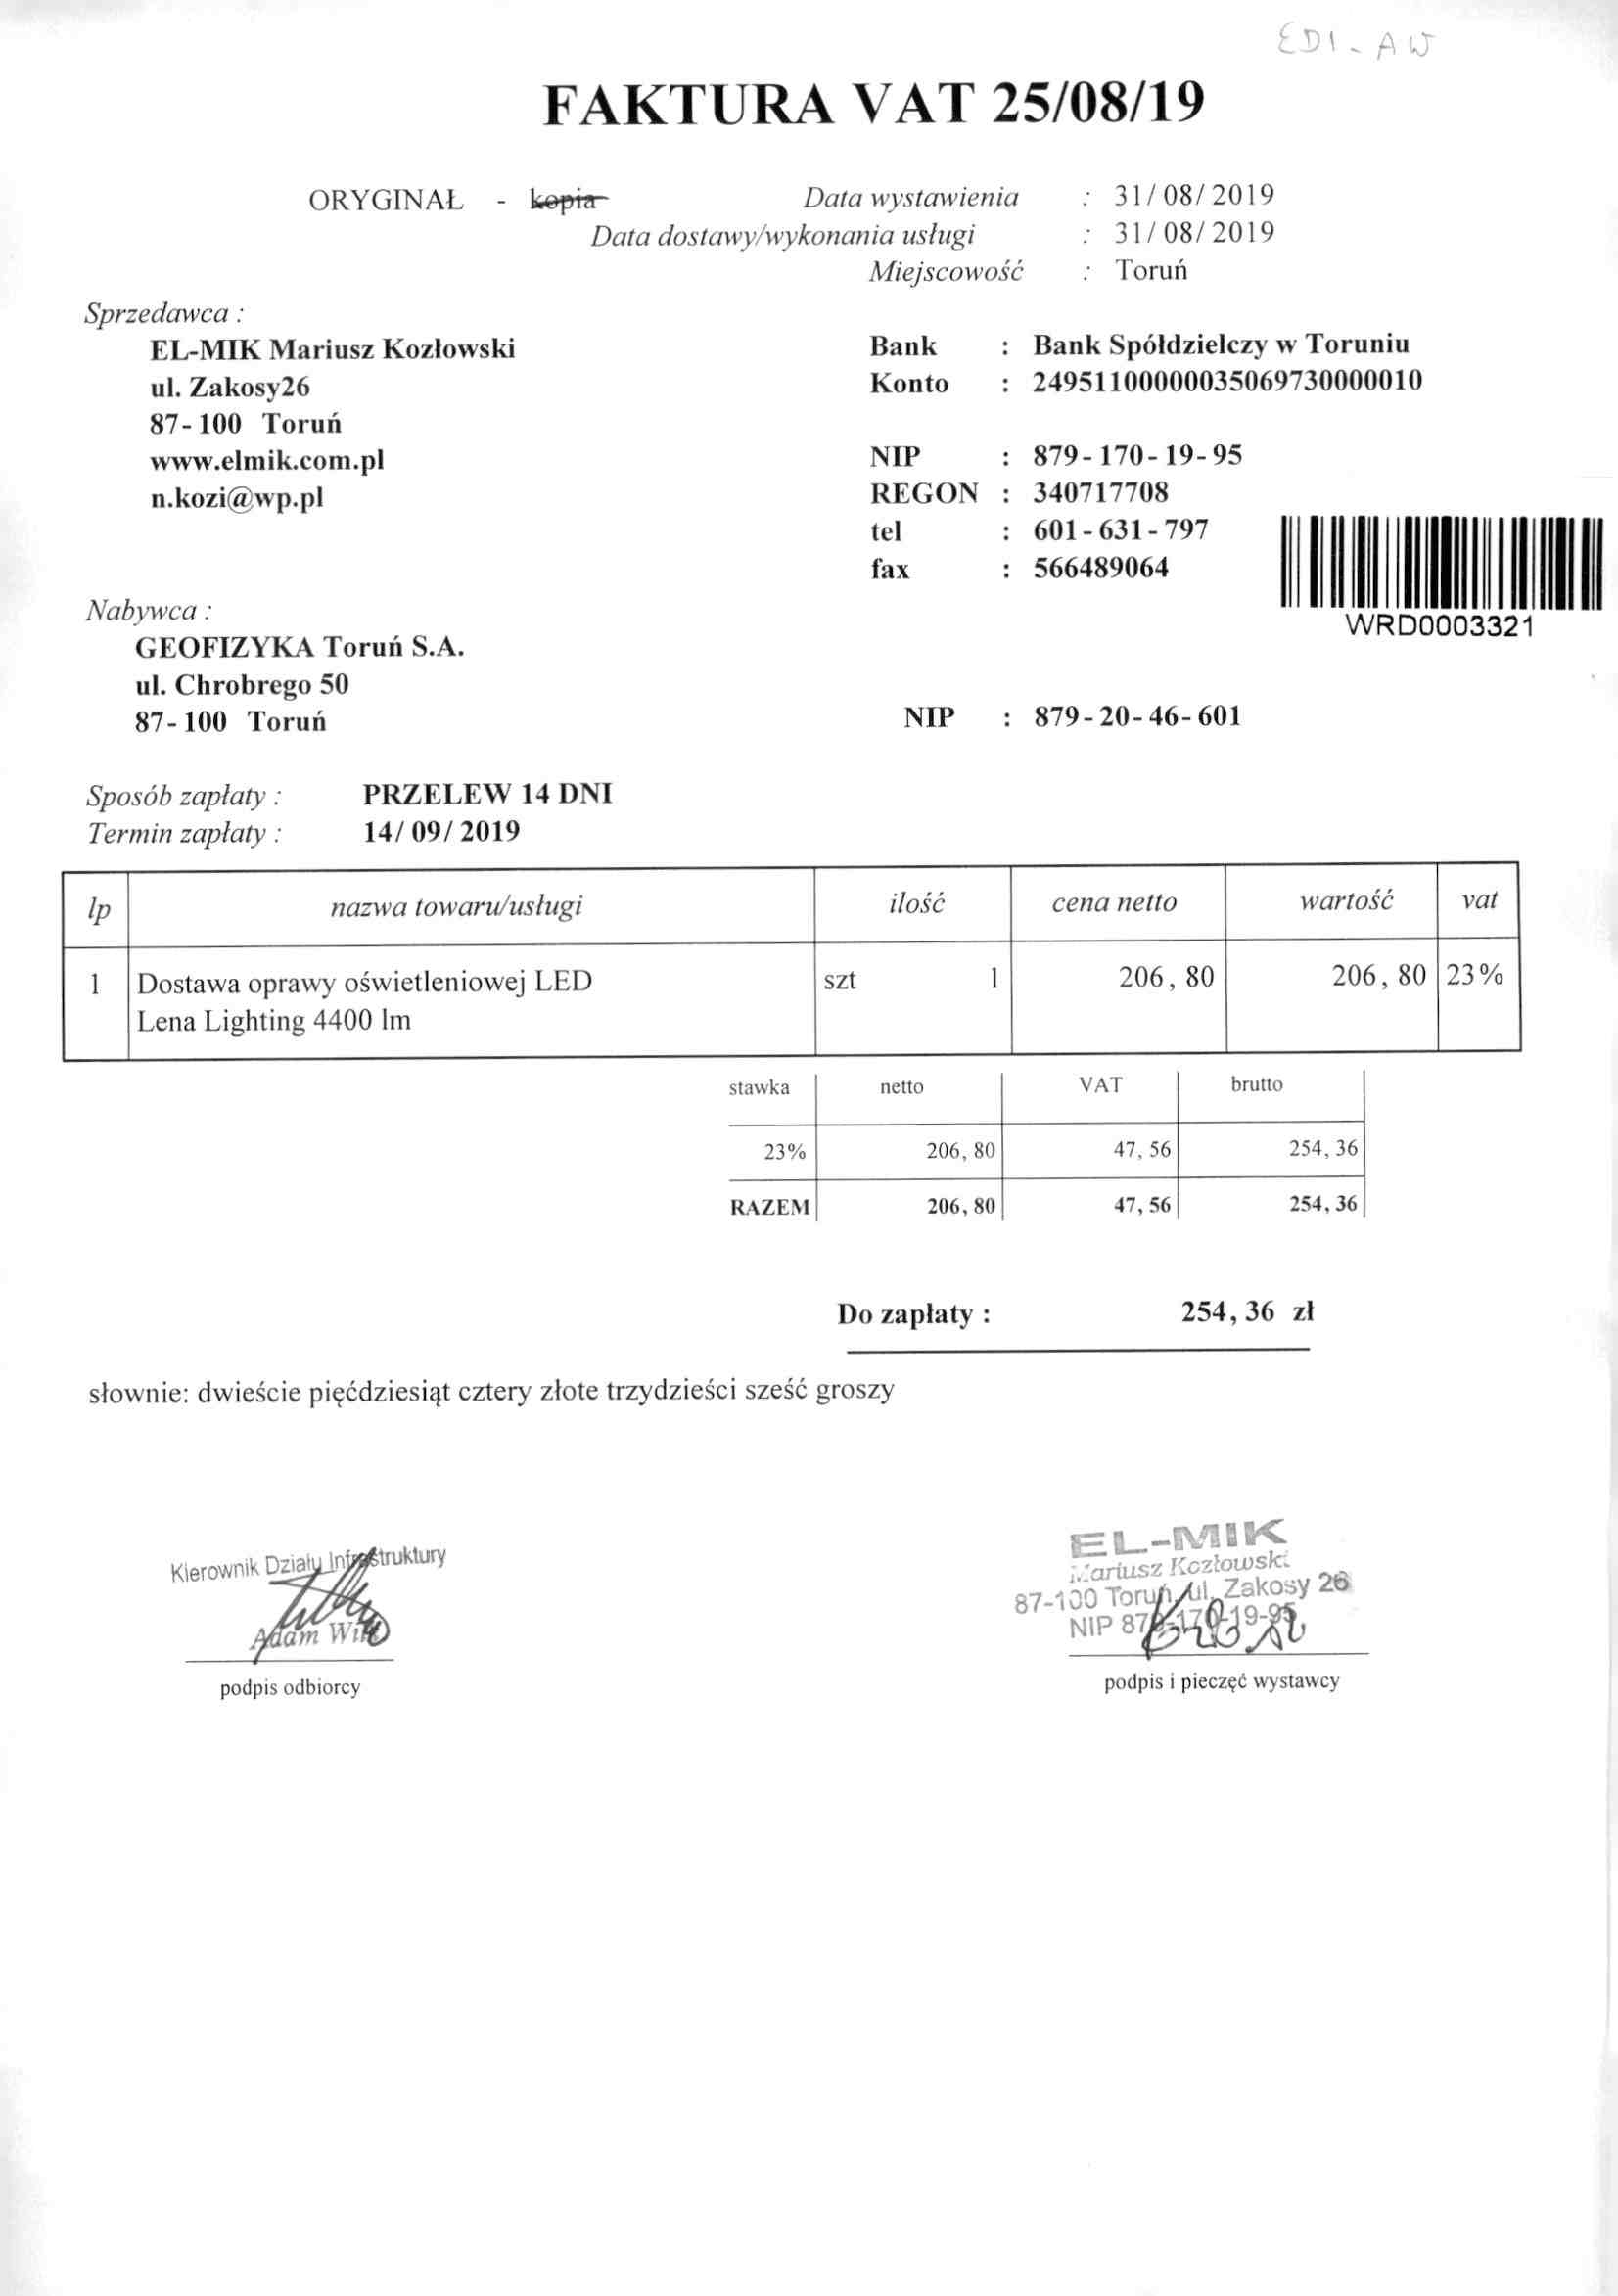 EDI - AW
FAKTURA VAT 25/08/19
ORYGINAŁ - kopia
Data wystawienia : 31/08/2019
Data dostawy/wykonania usługi : 31/08/2019
Miejscowość : Toruń
Sprzedawca :
EL-MIK Mariusz Kozłowski
ul. Zakosy26
87-100 Toruń
www.elmik.com.pl
n.kozi@wp.pl
Bank : Bank Spółdzielczy w Toruniu
Konto : 24951100000035069730000010
NIP : 879-170-19-95
REGON : 340717708
tel : 601-631-797
fax : 566489064
WRD0003321
Nabywca :
GEOFIZYKA Toruń S.A.
ul. Chrobrego 50
87-100 Toruń
NIP : 879-20-46-601
Sposób zapłaty : PRZELEW 14 DNI
Termin zapłaty : 14/09/2019
lp nazwa towaru/usługi ilość cena netto wartość vat
1 Dostawa oprawy oświetleniowej LED szt 1 206,80 206,80 23%
Lena Lighting 4400 lm
stawka netto VAT brutto
23% 206,80 47,56 254,36
RAZEM 206,80 47,56 254,36
Do zapłaty : 254,36 zł
słownie: dwieście pięćdziesiąt cztery złote trzydzieści sześć groszy
Kierownik Działu Infrastruktury
Adam
podpis odbiorcy
EL-MIK
Mariusz Kozłowski
87-100 Toruń, ul. Zakosy 26
NIP 879-170-19-95
podpis i pieczęć wystawcy